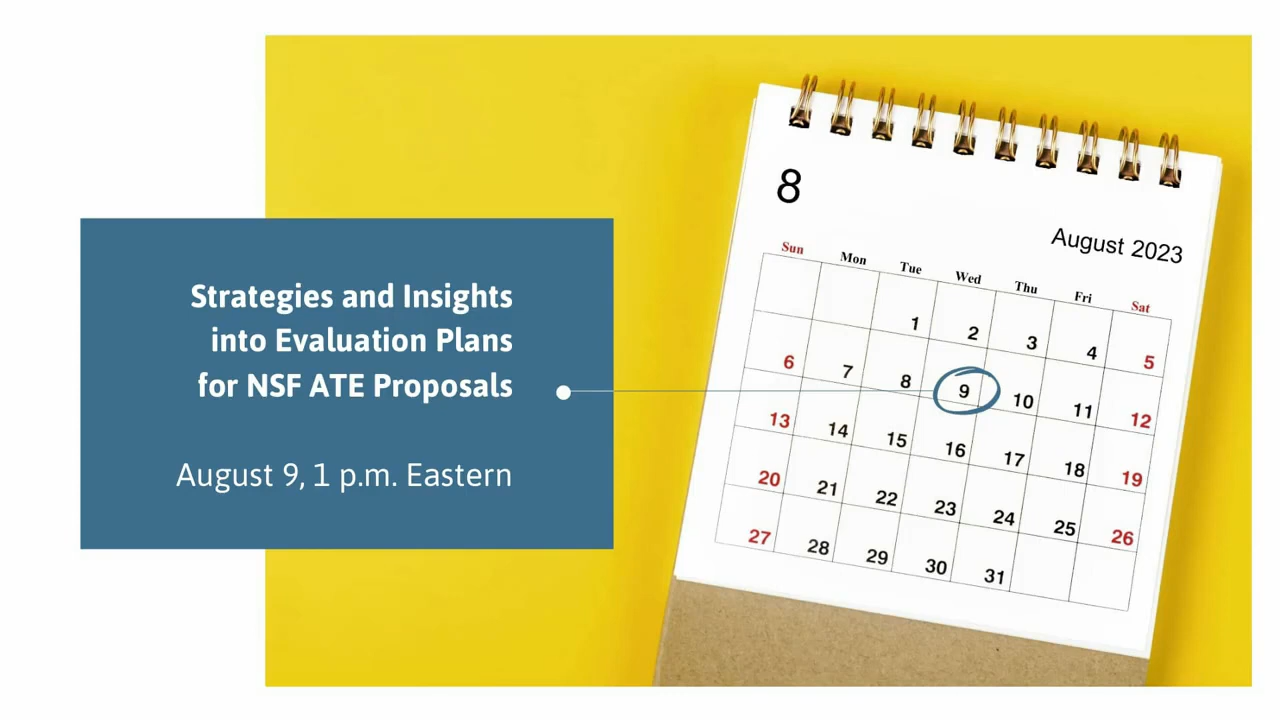 Strategies and Insights
into Evaluation Plans
for NSF ATE Proposals
August 9, 1 p.m. Eastern
8
August 2023
Sun Mon Tue Wed Thu Fri Sat
1 2 3 4 5
6 7 8 9 10 11 12
13 14 15 16 17 18 19
20 21 22 23 24 25 26
27 28 29 30 31